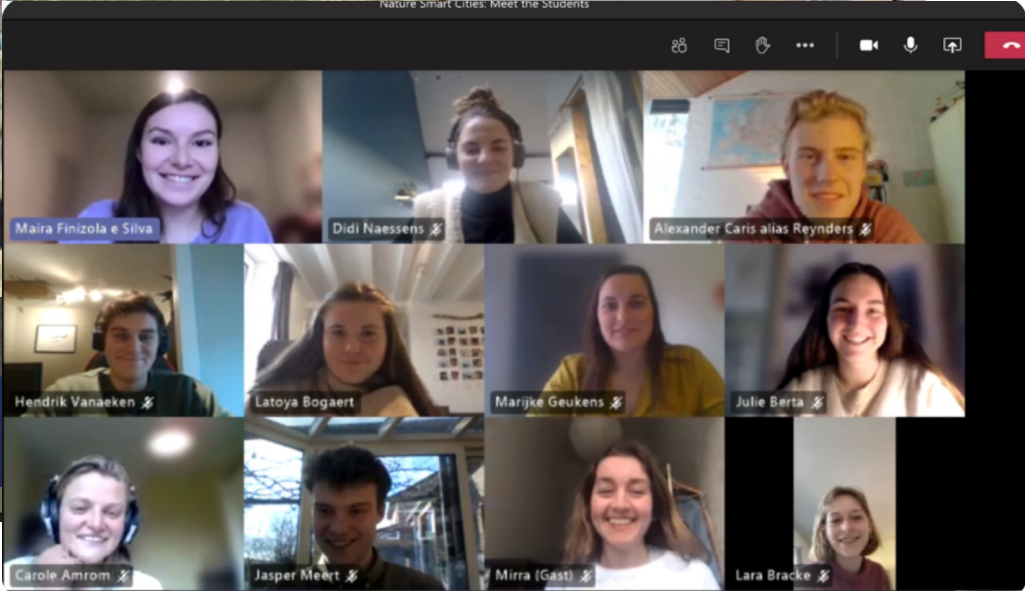 Nature Smart Cities: Meet the Students
Maira Finizola e Silva
Didi Naessens
Alexander Caris alias Reynders
Hendrik Vanaeken
Latoya Bogaert
Marijke Geukens
Julie Berta
Carole Amrom
Jasper Meert
Mirra (Gast)
Lara Bracke